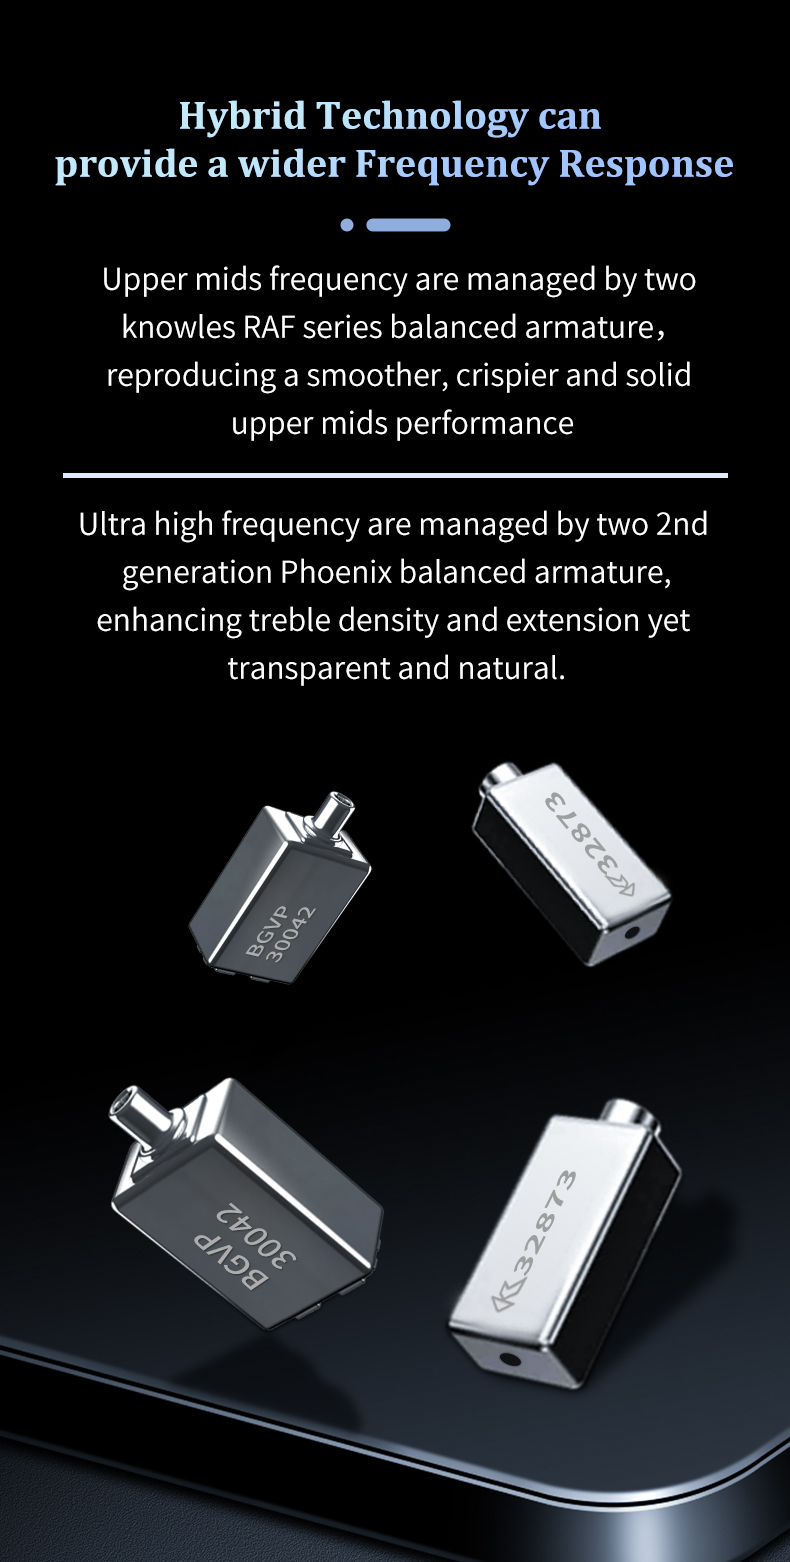 Hybrid Technology can
provide a wider Frequency Response
Upper mids frequency are managed by two
knowles RAF series balanced armature，
reproducing a smoother, crispier and solid
upper mids performance
Ultra high frequency are managed by two 2nd
generation Phoenix balanced armature,
enhancing treble density and extension yet
transparent and natural.
BGVP
30042
32873
BGVP
30042
32873